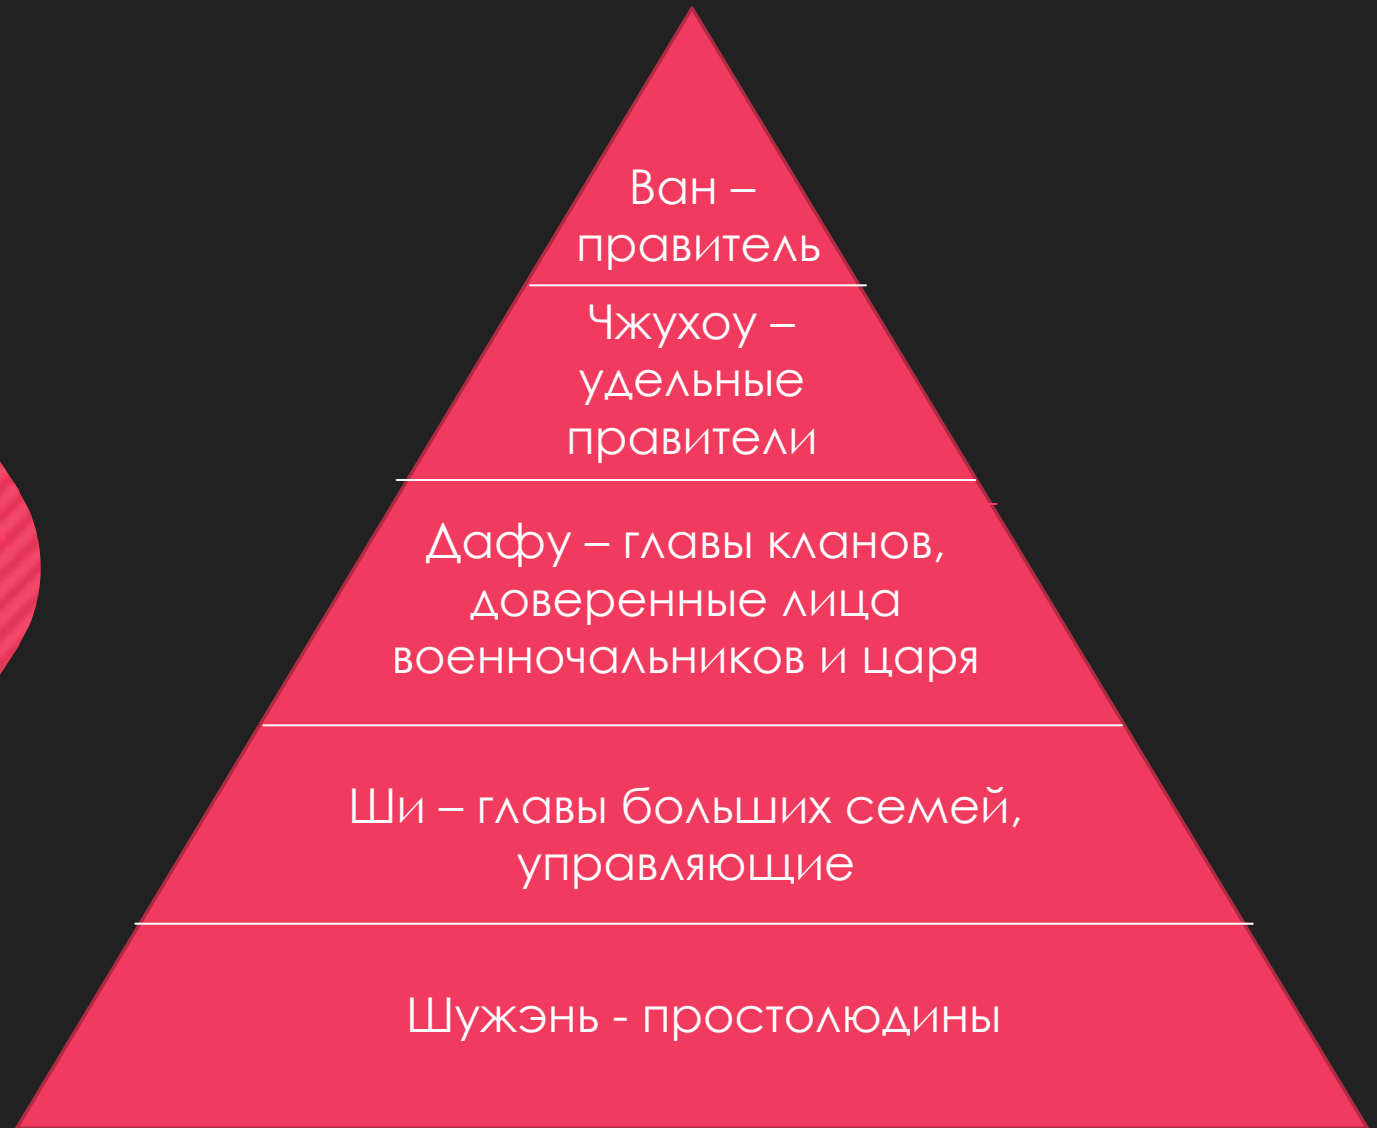 Ван –
правитель
Чжухоу –
удельные
правители
Дафу – главы кланов,
доверенные лица
военночальников и царя
Ши – главы больших семей,
управляющие
Шужэнь - простолюдины